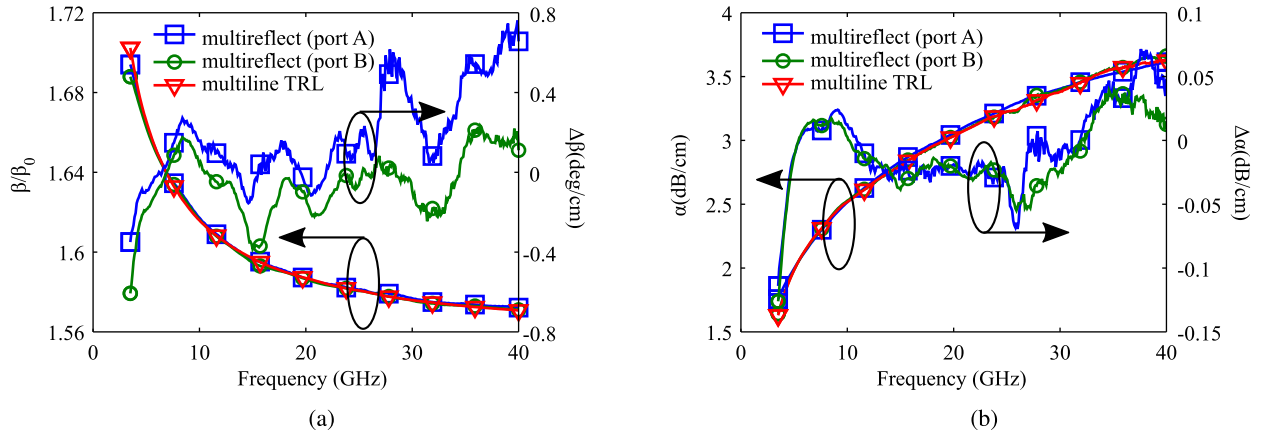 1.72
1.68
1.64
1.6
1.56
β/β0
0.8
0.4
0
-0.4
-0.8
Δβ(deg/cm)
multireflect (port A)
multireflect (port B)
multiline TRL
0
10
20
30
40
Frequency (GHz)
(a)
4
3.5
3
2.5
2
1.5
α(dB/cm)
0.1
0.05
0
-0.05
-0.1
-0.15
Δα(dB/cm)
multireflect (port A)
multireflect (port B)
multiline TRL
0
10
20
30
40
Frequency (GHz)
(b)